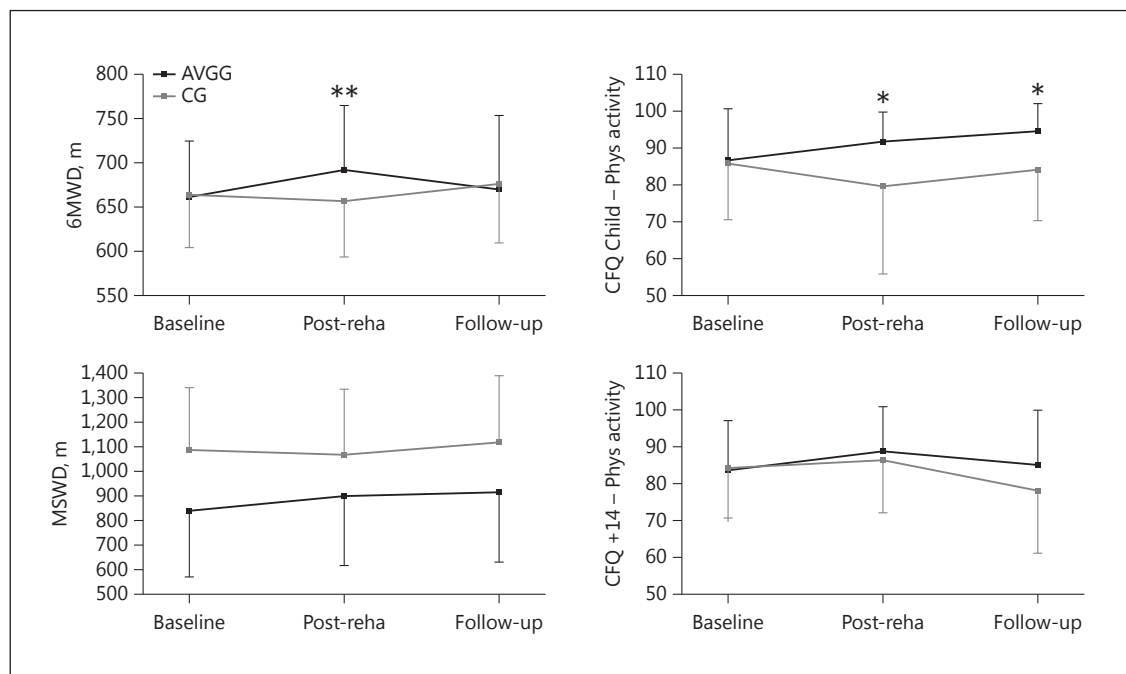 AVGG
CG
6MWD, m
800
750
700
650
600
550
**
Baseline
Post-reha
Follow-up
CFQ Child – Phys activity
110
100
90
80
70
60
50
*
*
Baseline
Post-reha
Follow-up
MSWD, m
1,400
1,300
1,200
1,100
1,000
900
800
700
600
500
Baseline
Post-reha
Follow-up
CFQ +14 – Phys activity
110
100
90
80
70
60
50
Baseline
Post-reha
Follow-up